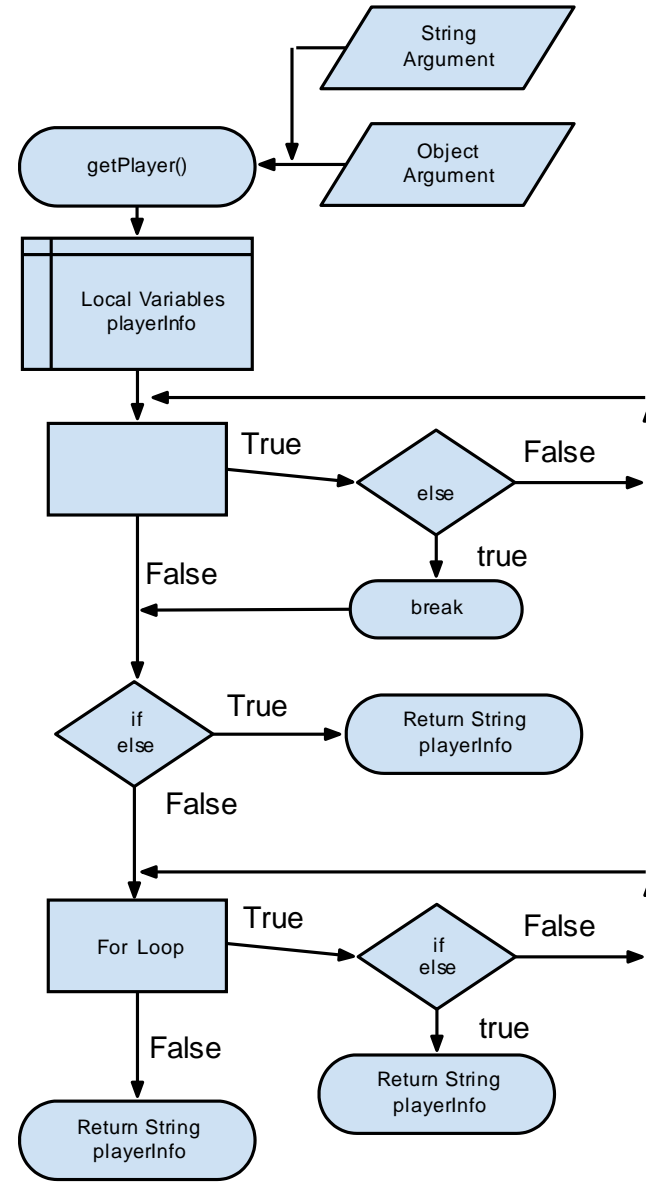 String
Argument
getPlayer()
Object
Argument
Local Variables
playerInfo
True
else
False
true
False
break
if
else
True
Return String
playerInfo
False
For Loop
True
if
else
False
true
False
Return String
playerInfo
Return String
playerInfo